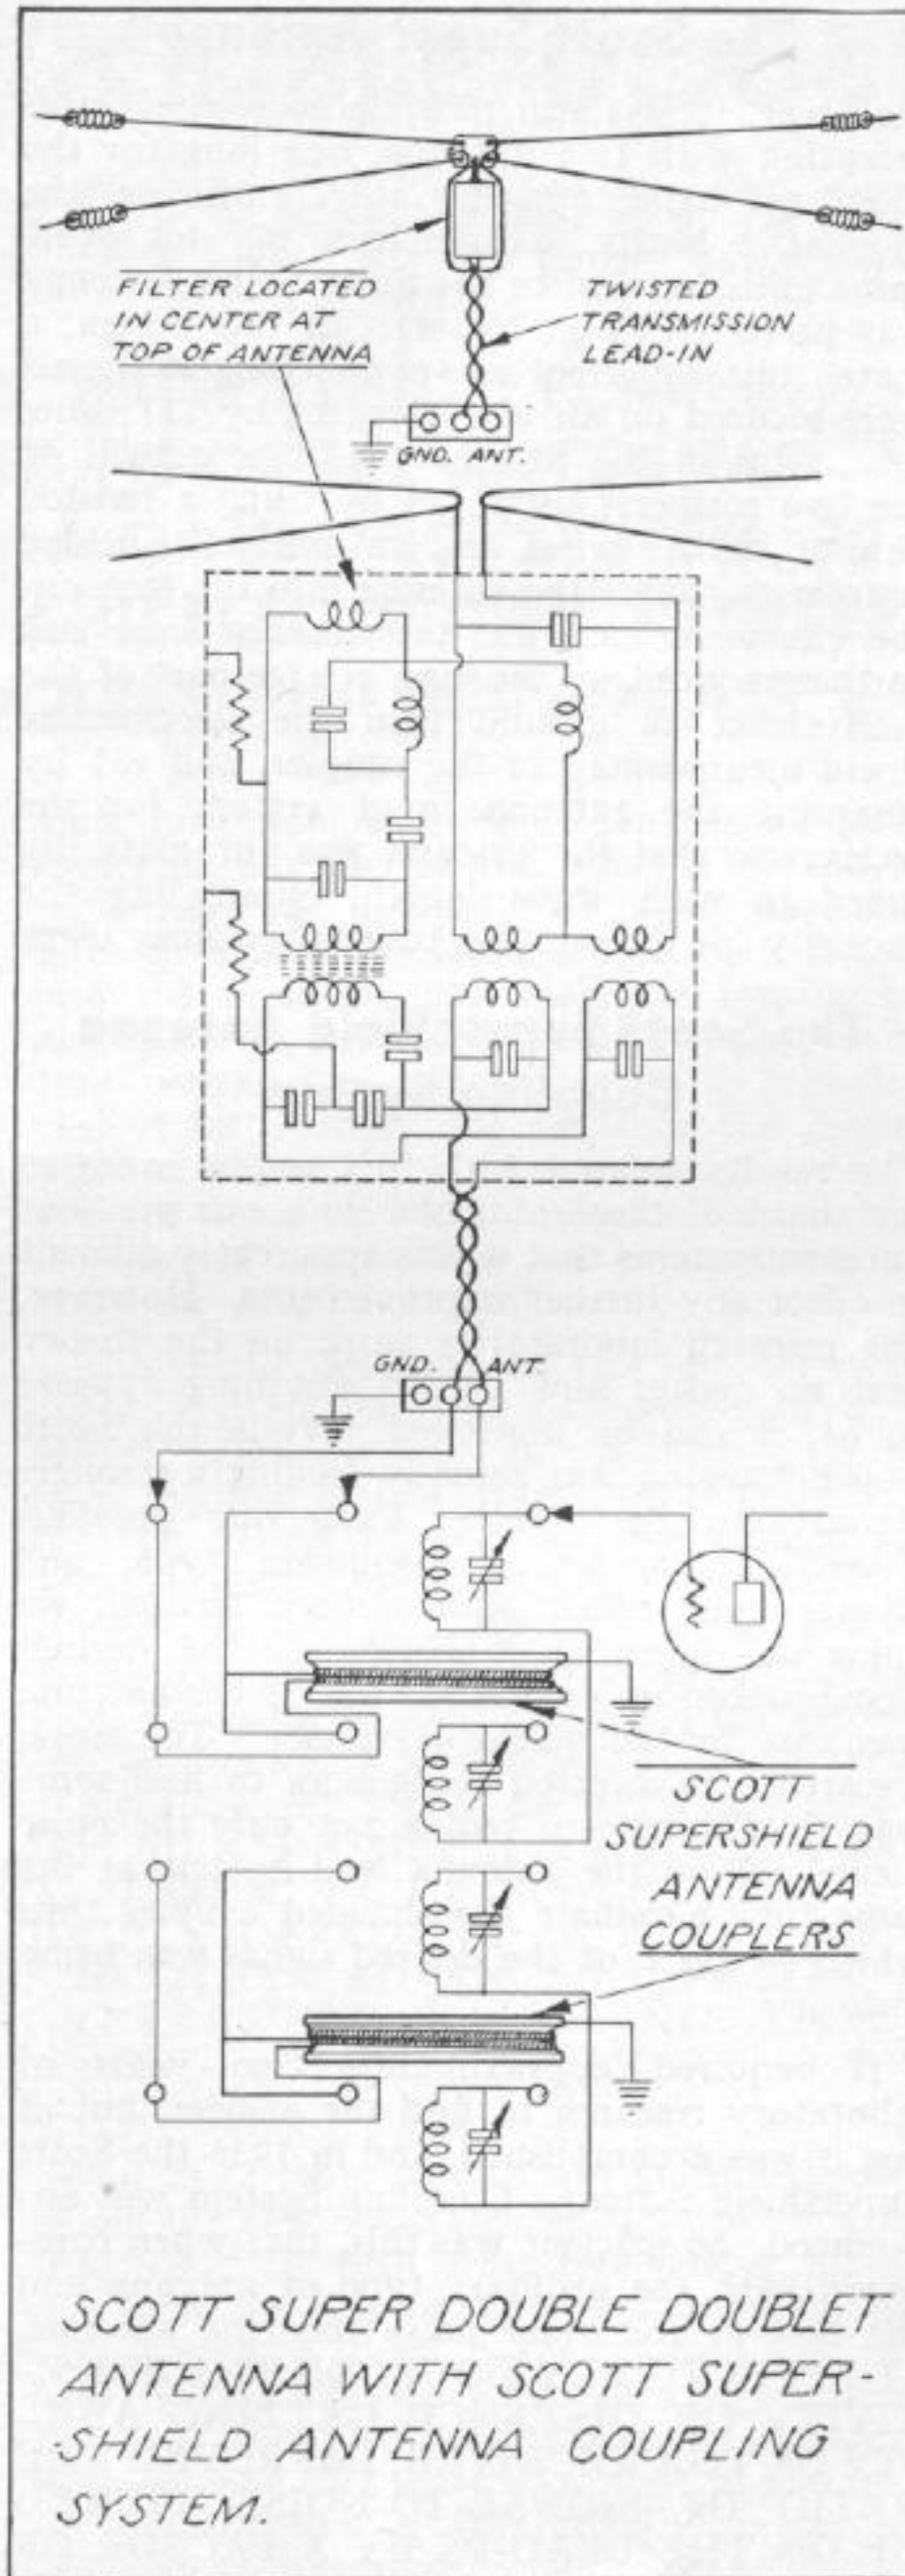 FILTER LOCATED
IN CENTER AT
TOP OF ANTENNA
TWISTED
TRANSMISSION
LEAD-IN
GND. ANT.
GND. ANT.
SCOTT
SUPERSHIELD
ANTENNA
COUPLERS
SCOTT SUPER DOUBLE DOUBLET
ANTENNA WITH SCOTT SUPER-
SHIELD ANTENNA COUPLING
SYSTEM.